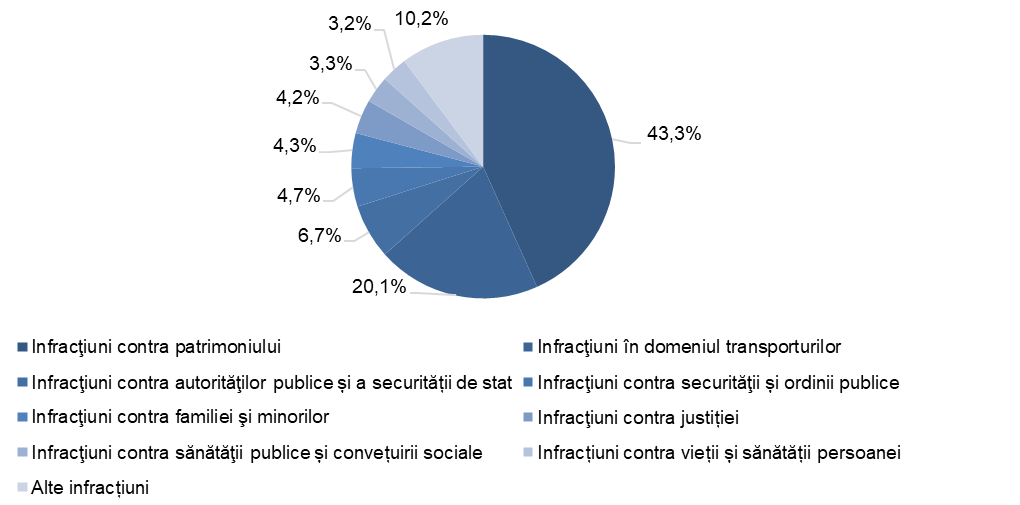 3,2%
10,2%
3,3%
4,2%
43,3%
4,3%
4,7%
6,7%
20,1%
Infracţiuni contra patrimoniului
Infracţiuni în domeniul transporturilor
Infracţiuni contra autorităţilor publice și a securității de stat
Infracţiuni contra securităţii și ordinii publice
Infracţiuni contra familiei şi minorilor
Infracţiuni contra justiției
Infracţiuni contra sănătăţii publice și convețuirii sociale
Infracțiuni contra vieții și sănătății persoanei
Alte infracțiuni